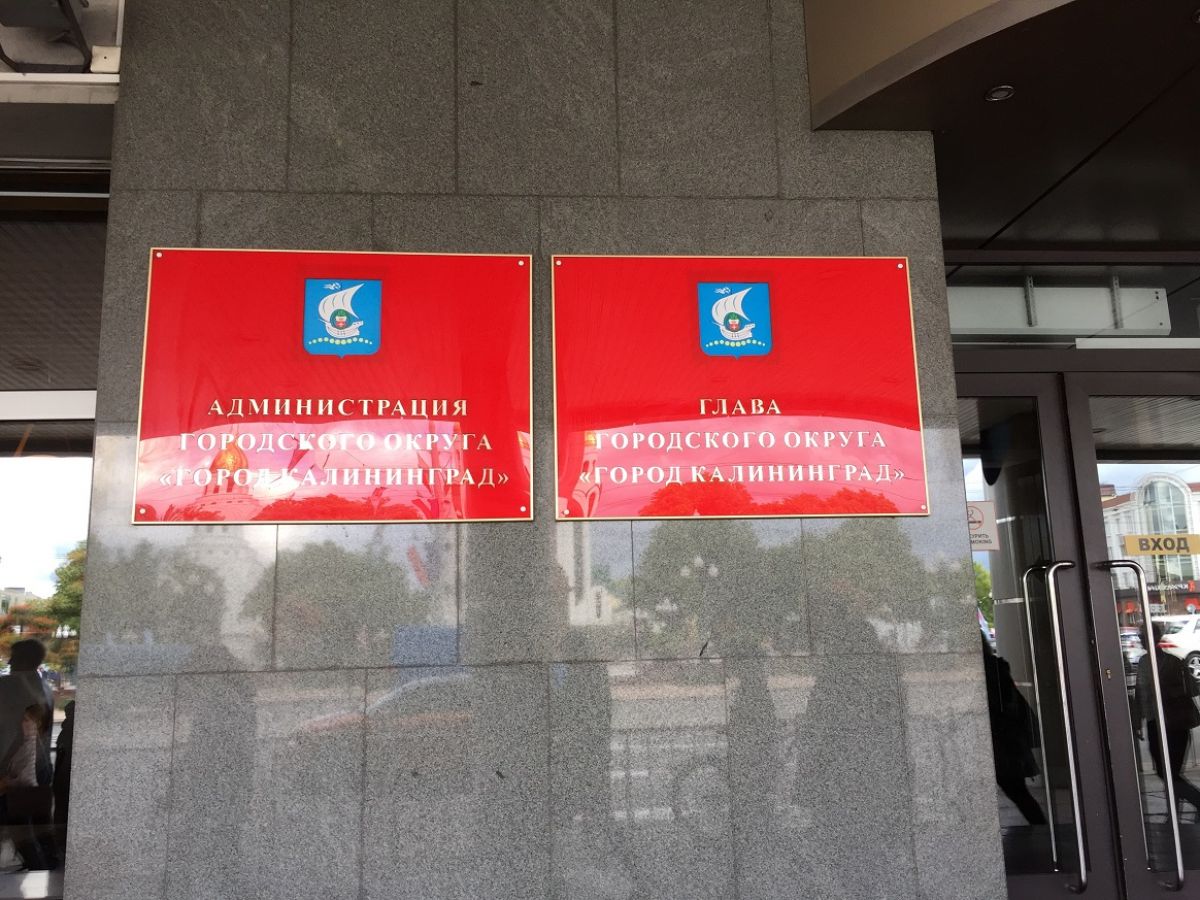 АДМИНИСТРАЦИЯ
ГОРОДСКОГО ОКРУГА
«ГОРОД КАЛИНИНГРАД»
ГЛАВА
ГОРОДСКОГО ОКРУГА
«ГОРОД КАЛИНИНГРАД»
ВХОД